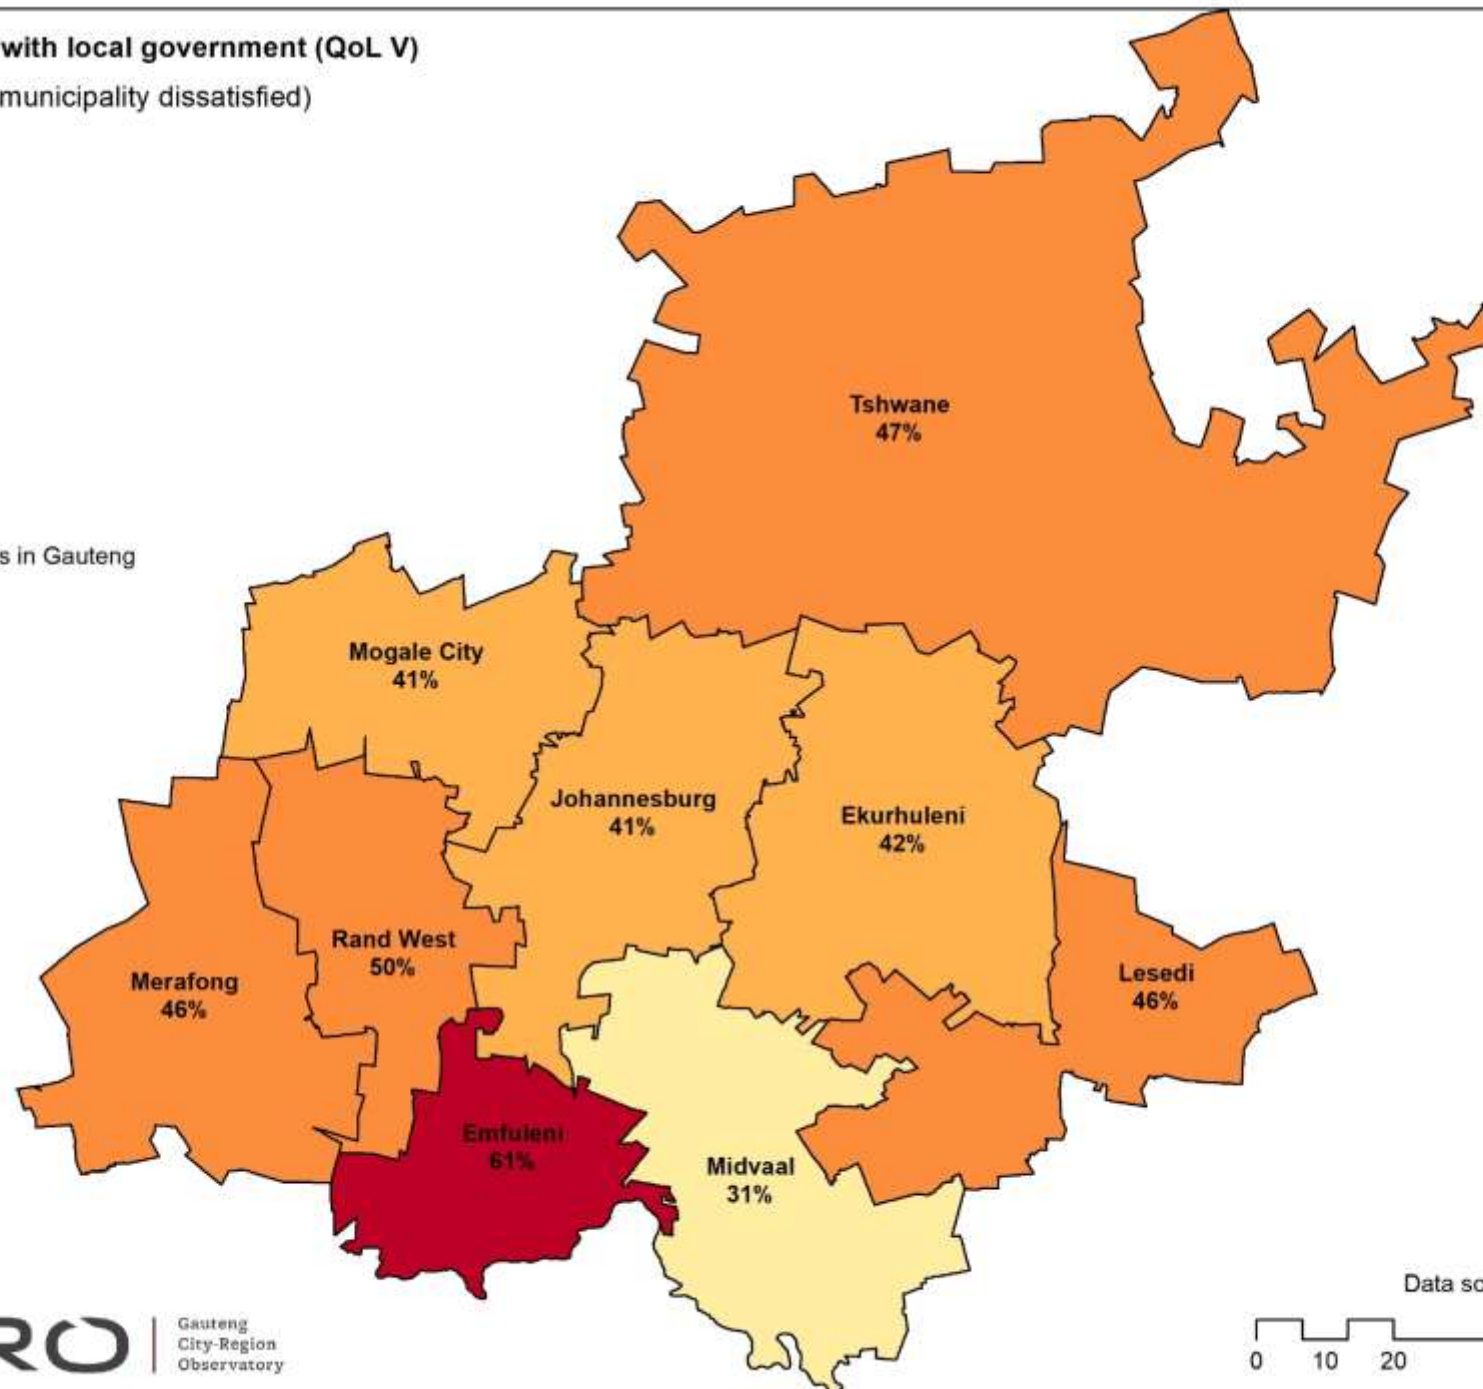 with local government (QoL V)
municipality dissatisfied)
Tshwane
47%
s in Gauteng
Mogale City
41%
Johannesburg
41%
Ekurhuleni
42%
Rand West
50%
Merafong
46%
Lesedi
46%
Emfuleni
61%
Midvaal
31%
Data so
RO
Gauteng
City-Region
Observatory
0 10 20